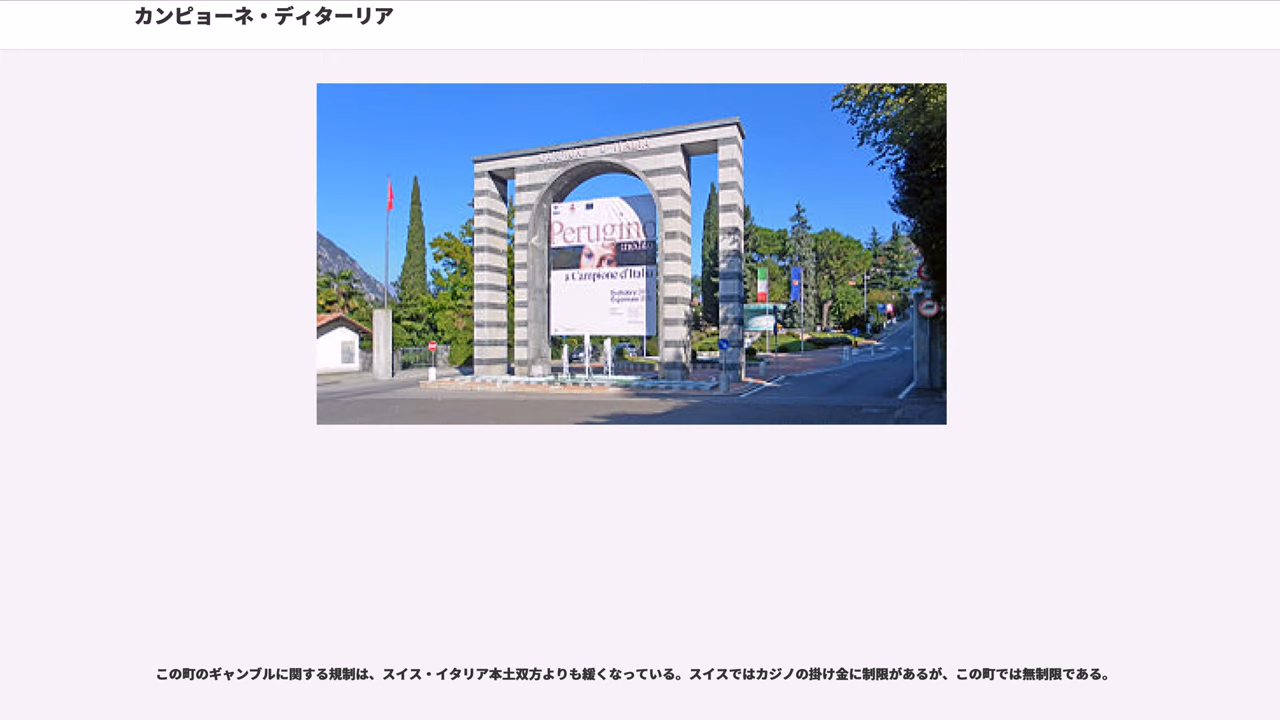 カンピョーネ・ディターリア
Perugino
inedito
a Campione d'Italia
この町のギャンブルに関する規制は、スイス・イタリア本土双方よりも緩くなっている。スイスではカジノの掛け金に制限があるが、この町では無制限である。